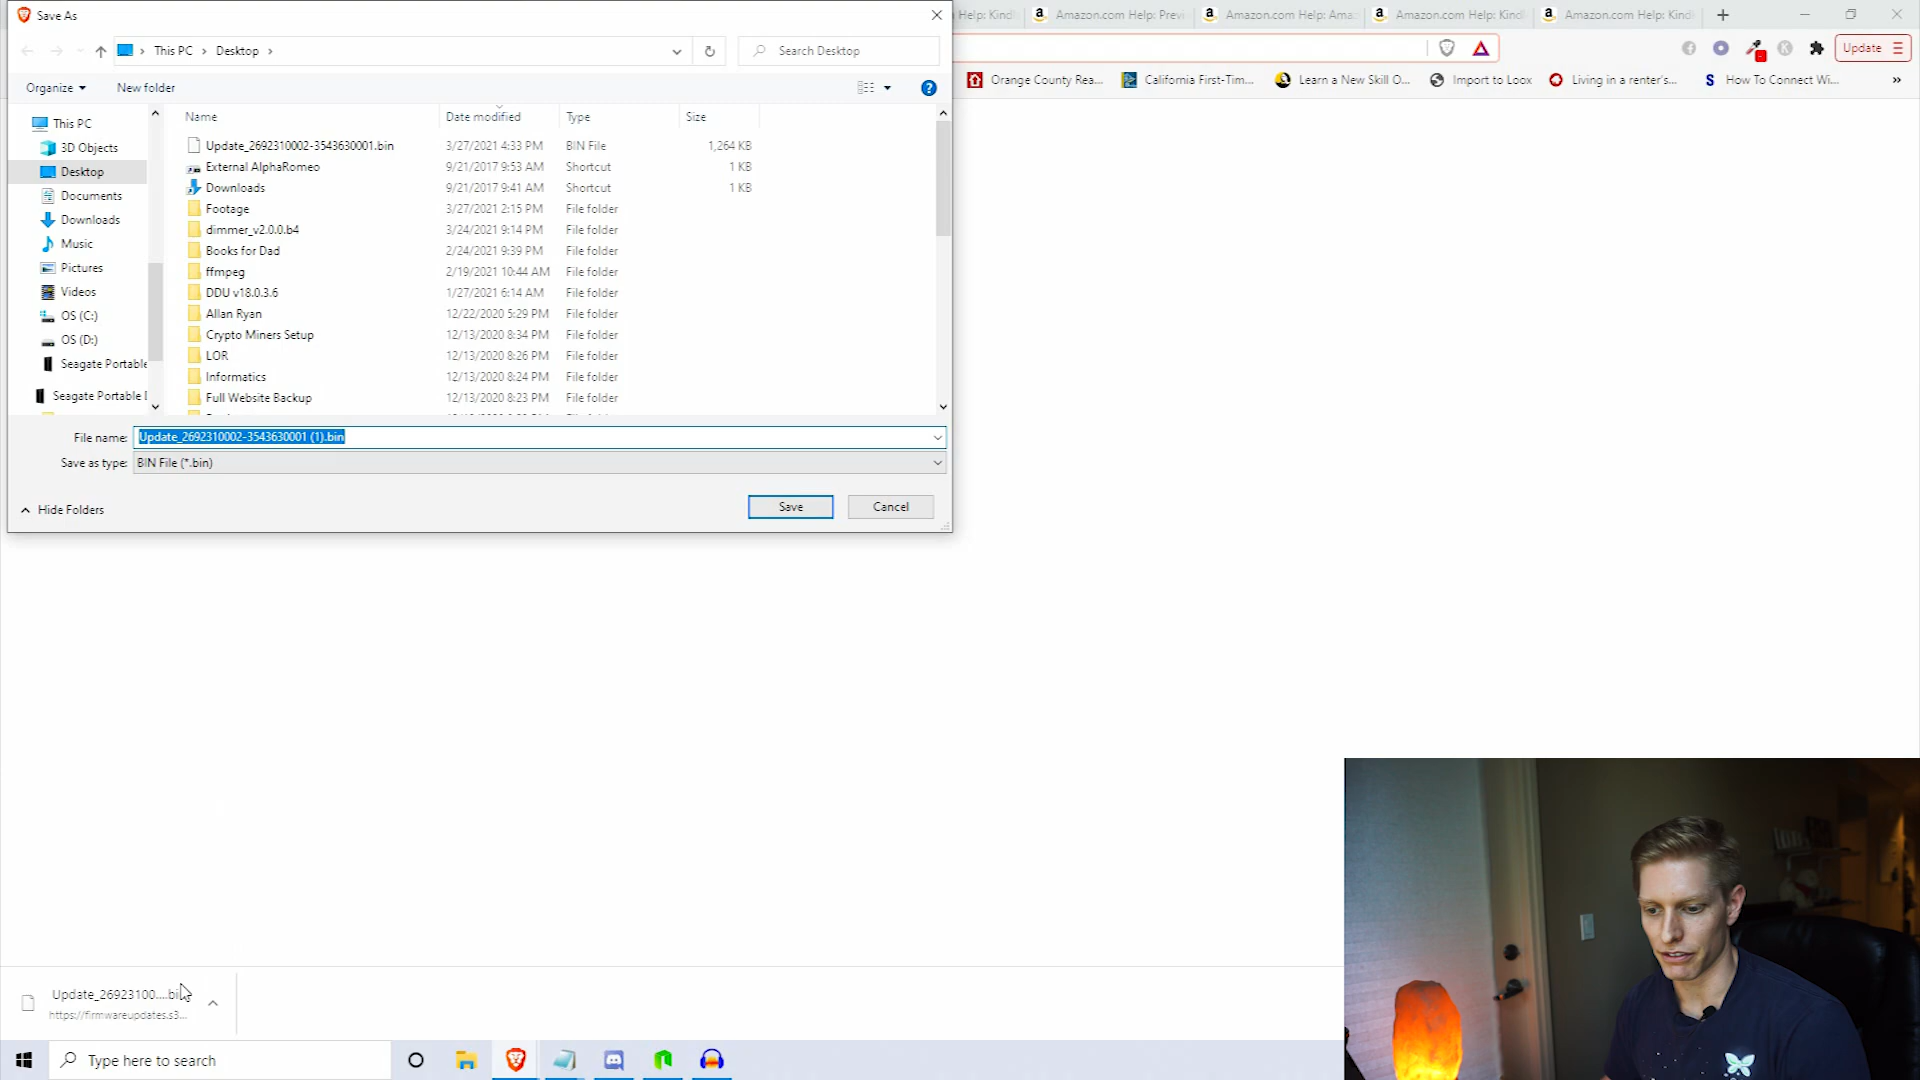 Save As
Help: Kindl
Amazon.com Help: Previ
Amazon.com Help: Amaz
Amazon.com Help: Kindl
Amazon.com Help: Kindl
This PC > Desktop >
Search Desktop
Update
Orange County Rea...
California First-Tim...
Learn a New Skill O...
Import to Loox
Living in a renter's...
How To Connect Wi...
»
Organize
New folder
This PC
3D Objects
Desktop
Documents
Downloads
Music
Pictures
Videos
OS (C:)
OS (D:)
Seagate Portable
Seagate Portable D
Name Date modified Type Size
Update_2692310002-3543630001.bin 3/27/2021 4:33 PM BIN File 1,264 KB
External AlphaRomeo 9/21/2017 9:53 AM Shortcut 1 KB
Downloads 9/21/2017 9:41 AM Shortcut 1 KB
Footage 3/27/2021 2:15 PM File folder
dimmer_v2.0.0.b4 3/24/2021 9:14 PM File folder
Books for Dad 2/24/2021 9:39 PM File folder
ffmpeg 2/19/2021 10:44 AM File folder
DDU v18.0.3.6 1/27/2021 6:14 AM File folder
Allan Ryan 12/22/2020 5:29 PM File folder
Crypto Miners Setup 12/13/2020 8:34 PM File folder
LOR 12/13/2020 8:26 PM File folder
Informatics 12/13/2020 8:24 PM File folder
Full Website Backup 12/13/2020 8:23 PM File folder
File name: Update_2692310002-3543630001 (1).bin
Save as type: BIN File (*.bin)
Hide Folders
Save
Cancel
Update_26923100....bin
https://firmwareupdates.s3...
Type here to search